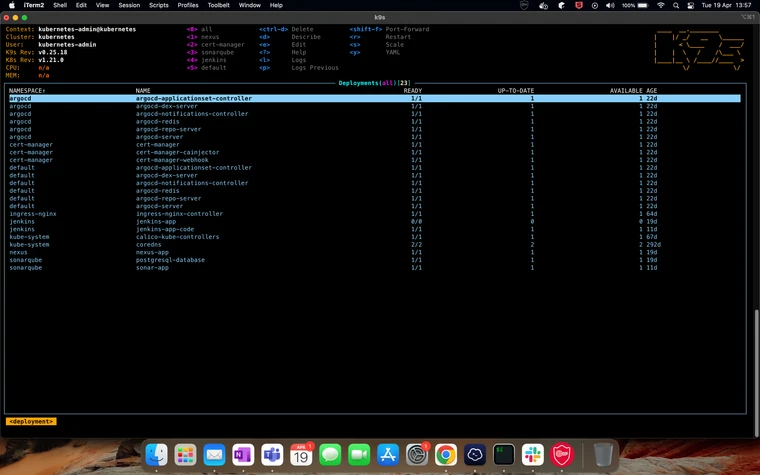 iTerm2 Shell Edit View Session Scripts Profiles Toolbelt Window Help 100% Tue 19 Apr 13:57
k9s ⌥⌘1
Context: kubernetes-admin@kubernetes <0> all <ctrl-d> Delete <shift-f> Port-Forward
Cluster: kubernetes <1> nexus <d> Describe <r> Restart
User: kubernetes-admin <2> cert-manager <e> Edit <s> Scale
K9s Rev: v0.25.18 <3> sonarqube <?> Help <y> YAML
K8s Rev: v1.21.0 <4> jenkins <l> Logs
CPU: n/a <5> default <p> Logs Previous
MEM: n/a
Deployments(all)[23]
NAMESPACE↑ NAME READY UP-TO-DATE AVAILABLE AGE
argocd argocd-applicationset-controller 1/1 1 1 22d
argocd argocd-dex-server 1/1 1 1 22d
argocd argocd-notifications-controller 1/1 1 1 22d
argocd argocd-redis 1/1 1 1 22d
argocd argocd-repo-server 1/1 1 1 22d
argocd argocd-server 1/1 1 1 22d
cert-manager cert-manager 1/1 1 1 22d
cert-manager cert-manager-cainjector 1/1 1 1 22d
cert-manager cert-manager-webhook 1/1 1 1 22d
default argocd-applicationset-controller 1/1 1 1 22d
default argocd-dex-server 1/1 1 1 22d
default argocd-notifications-controller 1/1 1 1 22d
default argocd-redis 1/1 1 1 22d
default argocd-repo-server 1/1 1 1 22d
default argocd-server 1/1 1 1 22d
ingress-nginx ingress-nginx-controller 1/1 1 1 64d
jenkins jenkins-app 0/0 0 0 19d
jenkins jenkins-app-code 1/1 1 1 11d
kube-system calico-kube-controllers 1/1 1 1 67d
kube-system coredns 2/2 2 2 292d
nexus nexus-app 1/1 1 1 19d
sonarqube postgresql-database 1/1 1 1 19d
sonarqube sonar-app 1/1 1 1 11d
<deployment>
APR 1 1
19